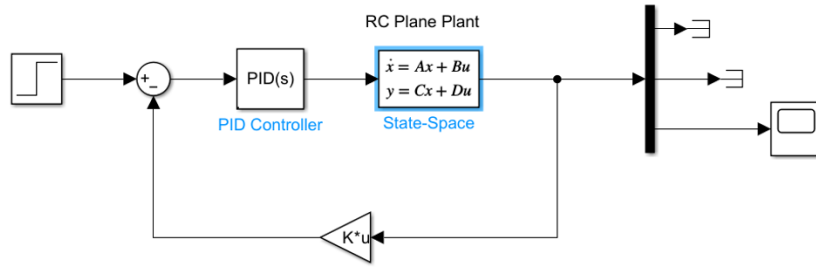 RC Plane Plant
+
−
PID(s)
ẋ = Ax + Bu
y = Cx + Du
PID Controller
State-Space
K*u